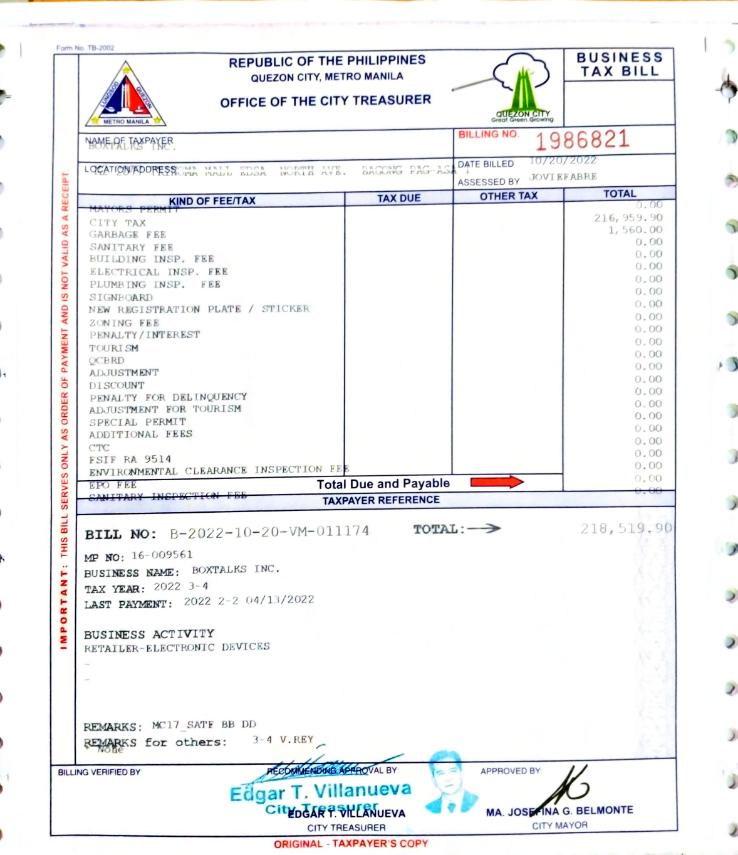 Form No. TB-2002
REPUBLIC OF THE PHILIPPINES
QUEZON CITY, METRO MANILA
OFFICE OF THE CITY TREASURER
LUNGSOD QUEZON
METRO MANILA
QUEZON CITY
Great Green Growing
BUSINESS
TAX BILL
NAME OF TAXPAYER
BOXTALKS INC.
BILLING NO. 1986821
LOCATION/ADDRESS MALL EDSA NORTH AVE. BAGONG PAG-ASA
DATE BILLED 10/20/2022
ASSESSED BY JOVIEFABRE
KIND OF FEE/TAX TAX DUE OTHER TAX TOTAL
MAYORS PERMIT 0.00
CITY TAX 216,959.90
GARBAGE FEE 1,560.00
SANITARY FEE 0.00
BUILDING INSP. FEE 0.00
ELECTRICAL INSP. FEE 0.00
PLUMBING INSP. FEE 0.00
SIGNBOARD 0.00
NEW REGISTRATION PLATE / STICKER 0.00
ZONING FEE 0.00
PENALTY/INTEREST 0.00
TOURISM 0.00
QCBRD 0.00
ADJUSTMENT 0.00
DISCOUNT 0.00
PENALTY FOR DELINQUENCY 0.00
ADJUSTMENT FOR TOURISM 0.00
SPECIAL PERMIT 0.00
ADDITIONAL FEES 0.00
CTC 0.00
FSIF RA 9514 0.00
ENVIRONMENTAL CLEARANCE INSPECTION FEE 0.00
EPO FEE 0.00
SANITARY INSPECTION FEE 0.00
Total Due and Payable
TAXPAYER REFERENCE
BILL NO: B-2022-10-20-VM-011174 TOTAL: 218,519.90
MP NO: 16-009561
BUSINESS NAME: BOXTALKS INC.
TAX YEAR: 2022 3-4
LAST PAYMENT: 2022 2-2 04/13/2022
BUSINESS ACTIVITY
RETAILER-ELECTRONIC DEVICES
-
-
REMARKS: MC17_SATF BB DD
REMARKS for others: 3-4 V.REY
None
BILLING VERIFIED BY RECOMMENDING APPROVAL BY APPROVED BY
Edgar T. Villanueva
City Treasurer
EDGAR T. VILLANUEVA
CITY TREASURER
MA. JOSEFINA G. BELMONTE
CITY MAYOR
ORIGINAL - TAXPAYER'S COPY
IMPORTANT: THIS BILL SERVES ONLY AS ORDER OF PAYMENT AND IS NOT VALID AS A RECEIPT